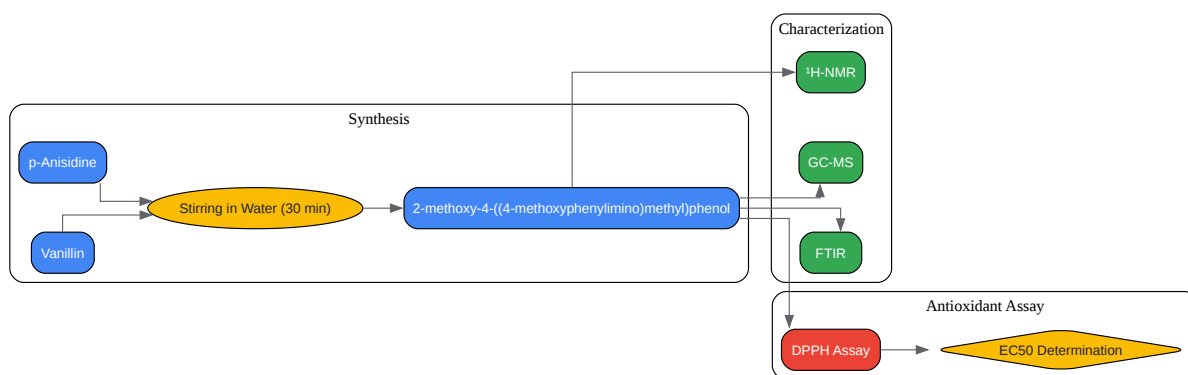 Characterization
¹H-NMR
Synthesis
p-Anisidine
GC-MS
Stirring in Water (30 min)
2-methoxy-4-((4-methoxyphenylimino)methyl)phenol
Vanillin
FTIR
Antioxidant Assay
DPPH Assay
EC50 Determination